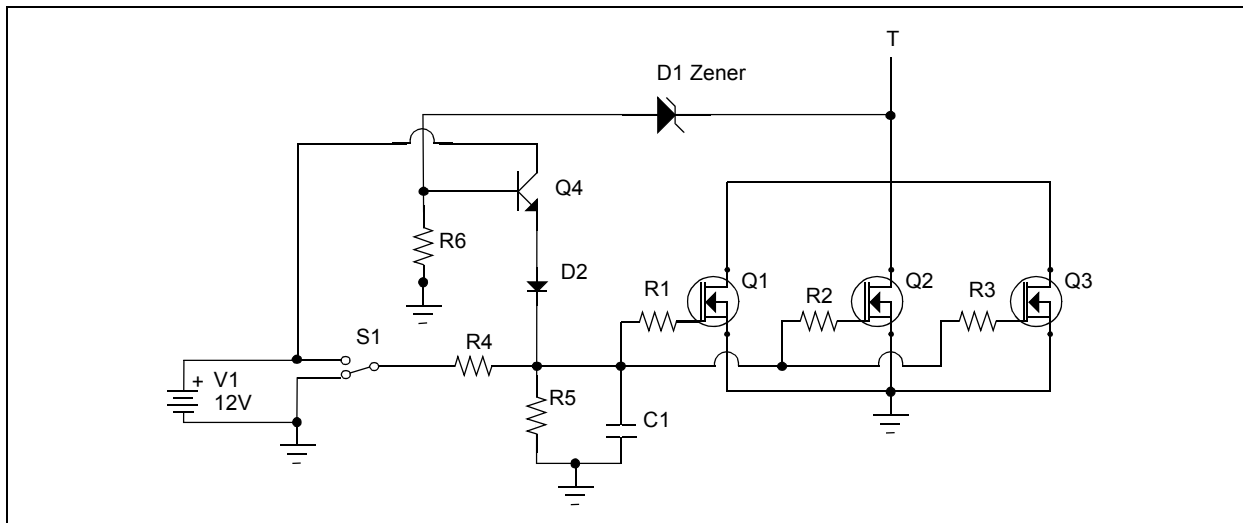 T
D1 Zener
Q4
R6
D2
R1
Q1
R2
Q2
R3
Q3
S1
R4
+ V1
12V
R5
C1